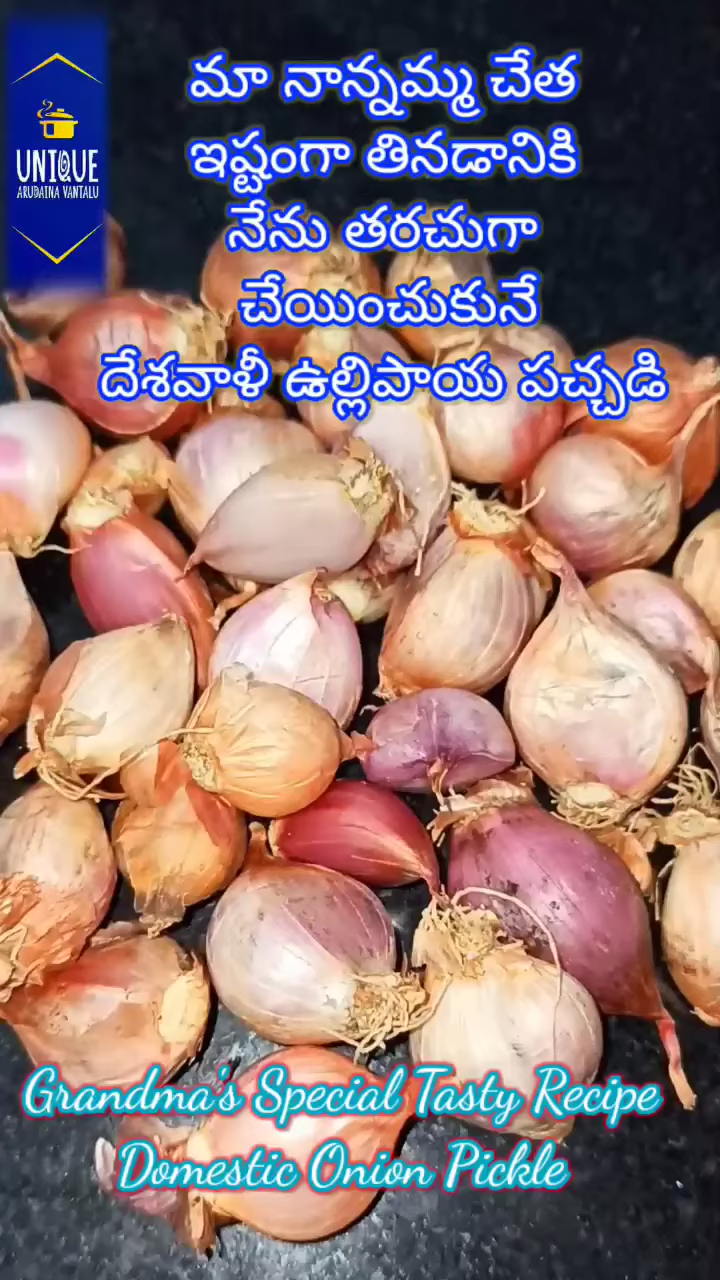 UNIQUE
ARUDAINA VANTALU
మా నాన్నమ్మ చేత
ఇష్టంగా తినడానికి
నేను తరచుగా
చేయించుకునే
దేశవాళీ ఉల్లిపాయ పచ్చడి
Grandma's Special Tasty Recipe
Domestic Onion Pickle